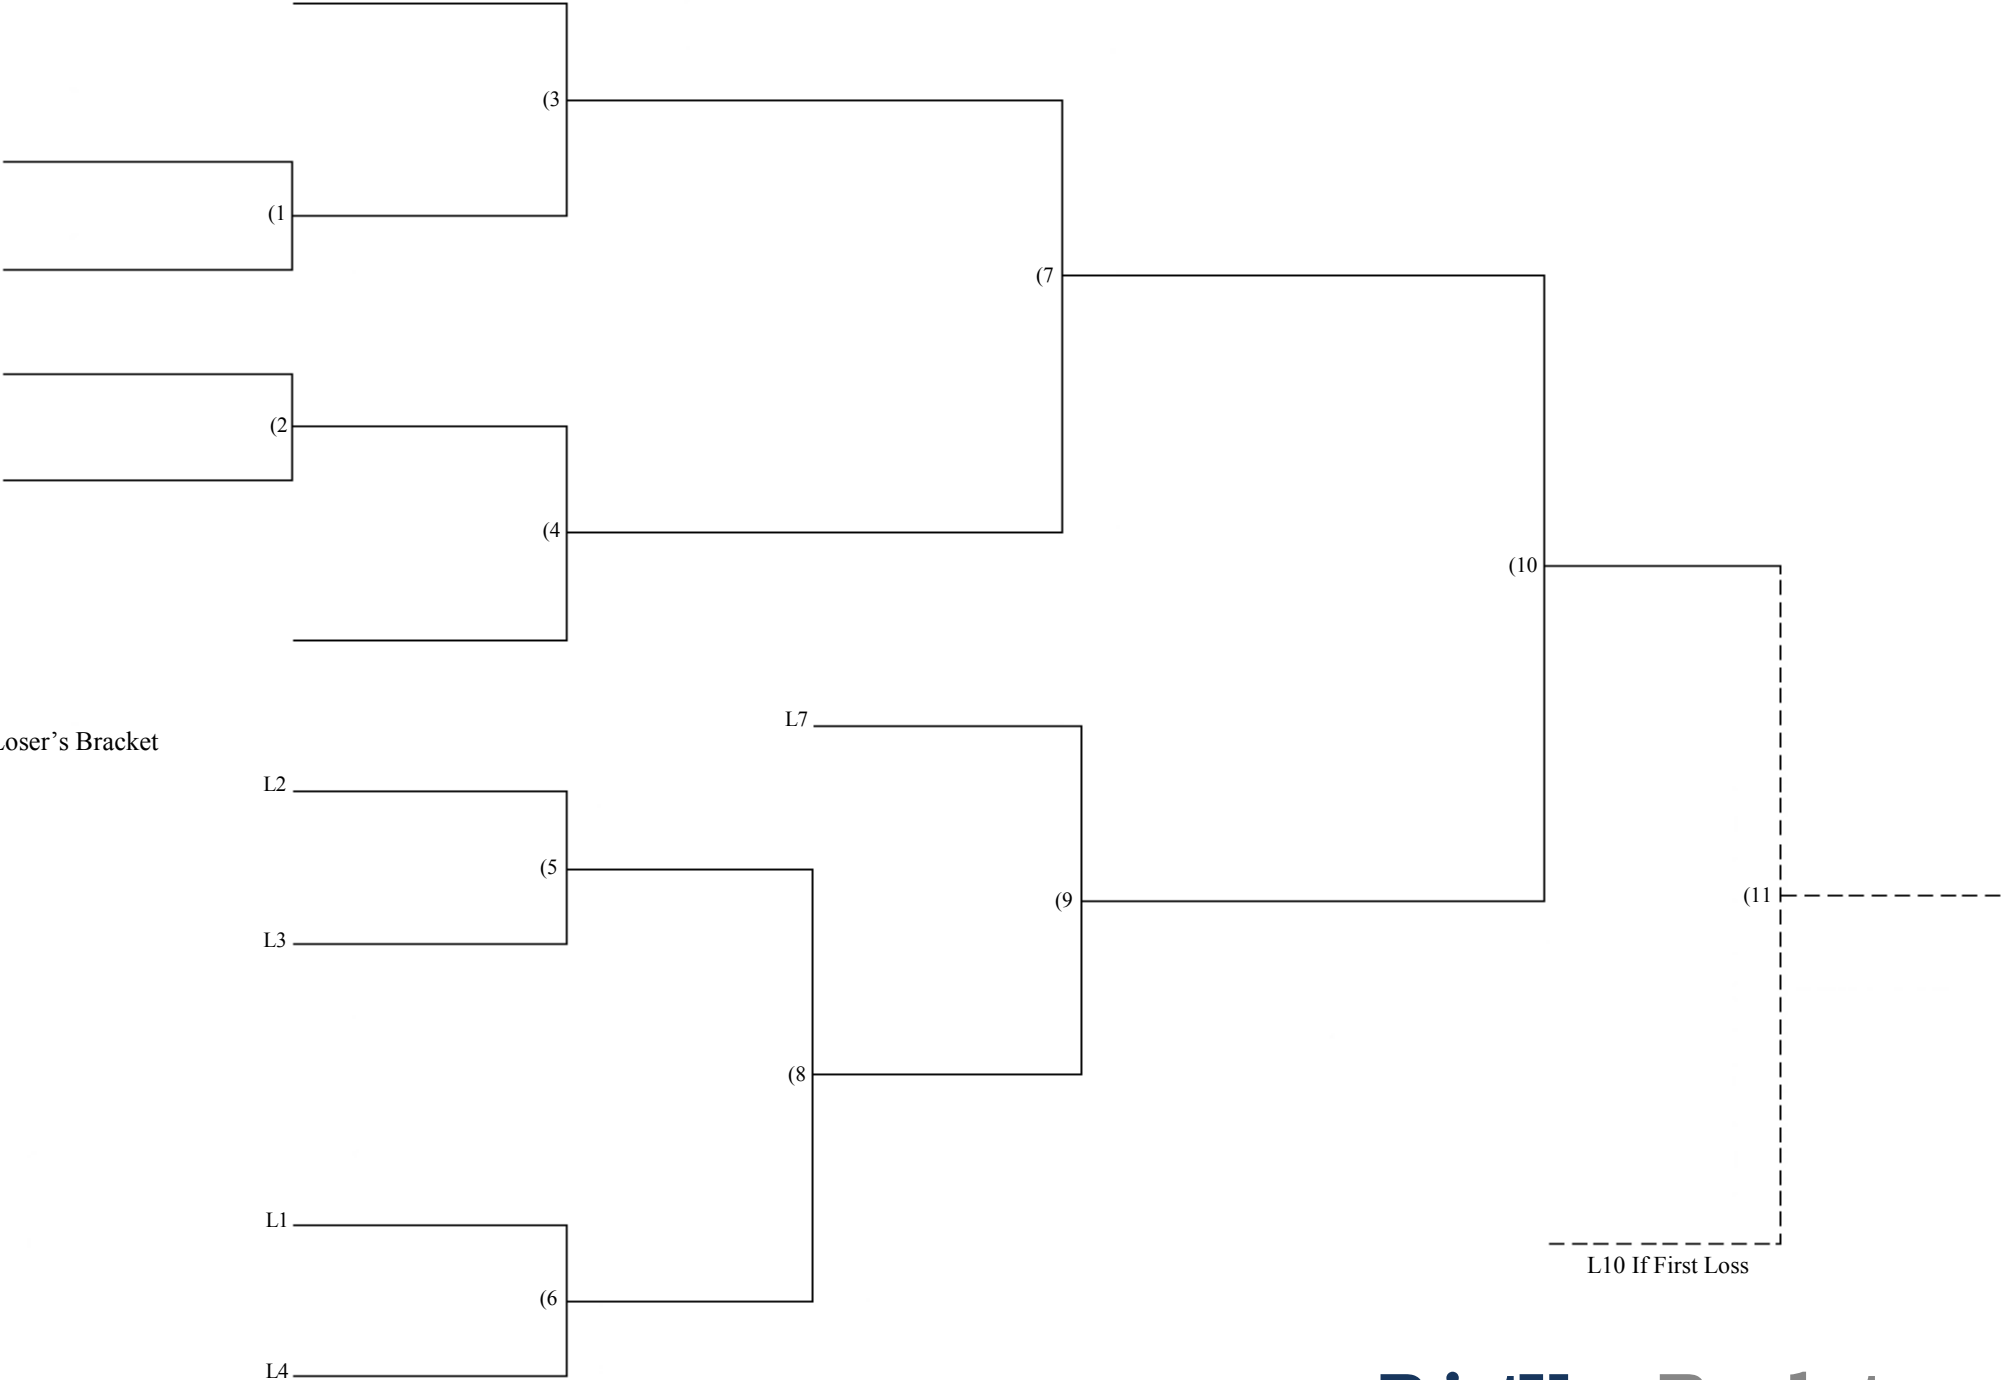 (3
(1
(7
(2
(4
(10
L7
Loser's Bracket
L2
(5
(9
(11
L3
(8
L1
L10 If First Loss
(6
L4